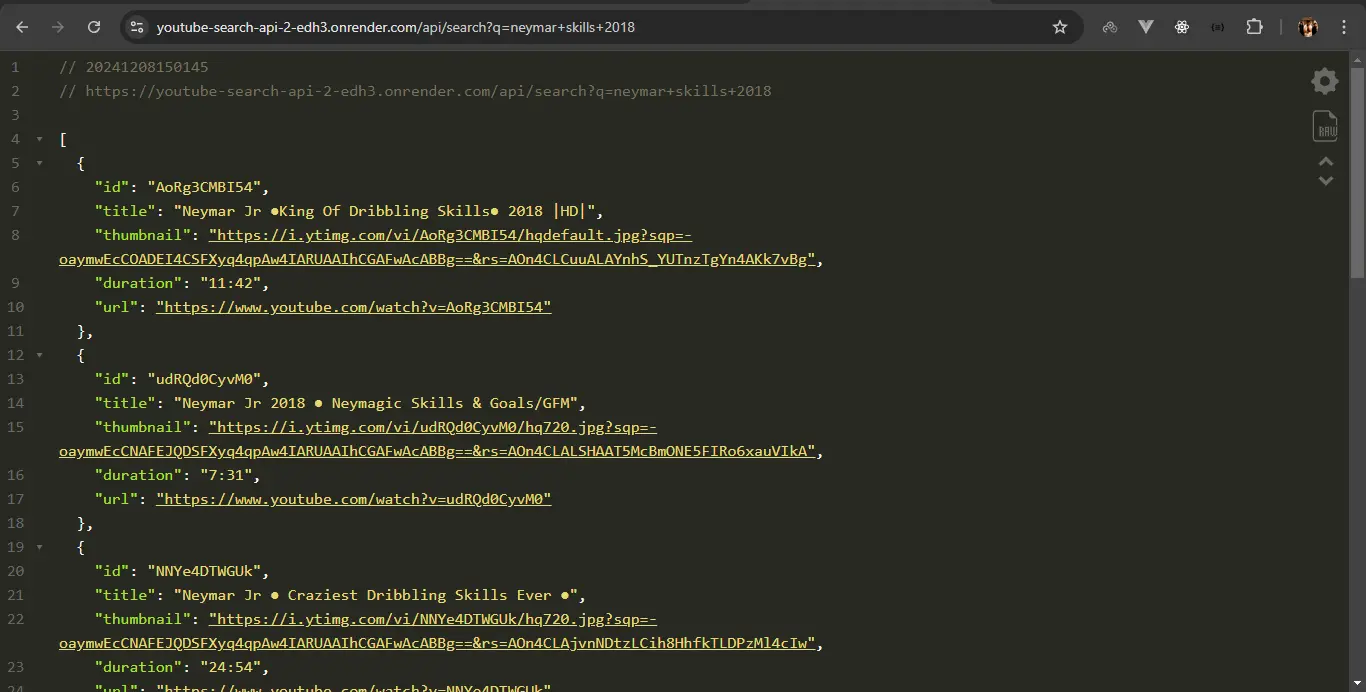 youtube-search-api-2-edh3.onrender.com/api/search?q=neymar+skills+2018
1 // 20241208150145
2 // https://youtube-search-api-2-edh3.onrender.com/api/search?q=neymar+skills+2018
3
4 [
5 {
6 "id": "AoRg3CMBI54",
7 "title": "Neymar Jr ●King Of Dribbling Skills● 2018 |HD|",
8 "thumbnail": "https://i.ytimg.com/vi/AoRg3CMBI54/hqdefault.jpg?sqp=-
oaymwEcCOADEI4CSFXyq4qpAw4IARUAAIhCGAFwAcABBg==&rs=AOn4CLCuuALAYnhS_YUTnzTgYn4AKk7vBg",
9 "duration": "11:42",
10 "url": "https://www.youtube.com/watch?v=AoRg3CMBI54"
11 },
12 {
13 "id": "udRQd0CyvM0",
14 "title": "Neymar Jr 2018 ● Neymagic Skills & Goals/GFM",
15 "thumbnail": "https://i.ytimg.com/vi/udRQd0CyvM0/hq720.jpg?sqp=-
oaymwEcCNAFEJQDSFXyq4qpAw4IARUAAIhCGAFwAcABBg==&rs=AOn4CLALSHAAT5McBmONE5FIRo6xauVIkA",
16 "duration": "7:31",
17 "url": "https://www.youtube.com/watch?v=udRQd0CyvM0"
18 },
19 {
20 "id": "NNYe4DTWGUk",
21 "title": "Neymar Jr ● Craziest Dribbling Skills Ever ●",
22 "thumbnail": "https://i.ytimg.com/vi/NNYe4DTWGUk/hq720.jpg?sqp=-
oaymwEcCNAFEJQDSFXyq4qpAw4IARUAAIhCGAFwAcABBg==&rs=AOn4CLAjvnNDtzLCih8HhfkTLDPzMl4cIw",
23 "duration": "24:54",
24 "url": "https://www.youtube.com/watch?v=NNYe4DTWGUk"
RAW